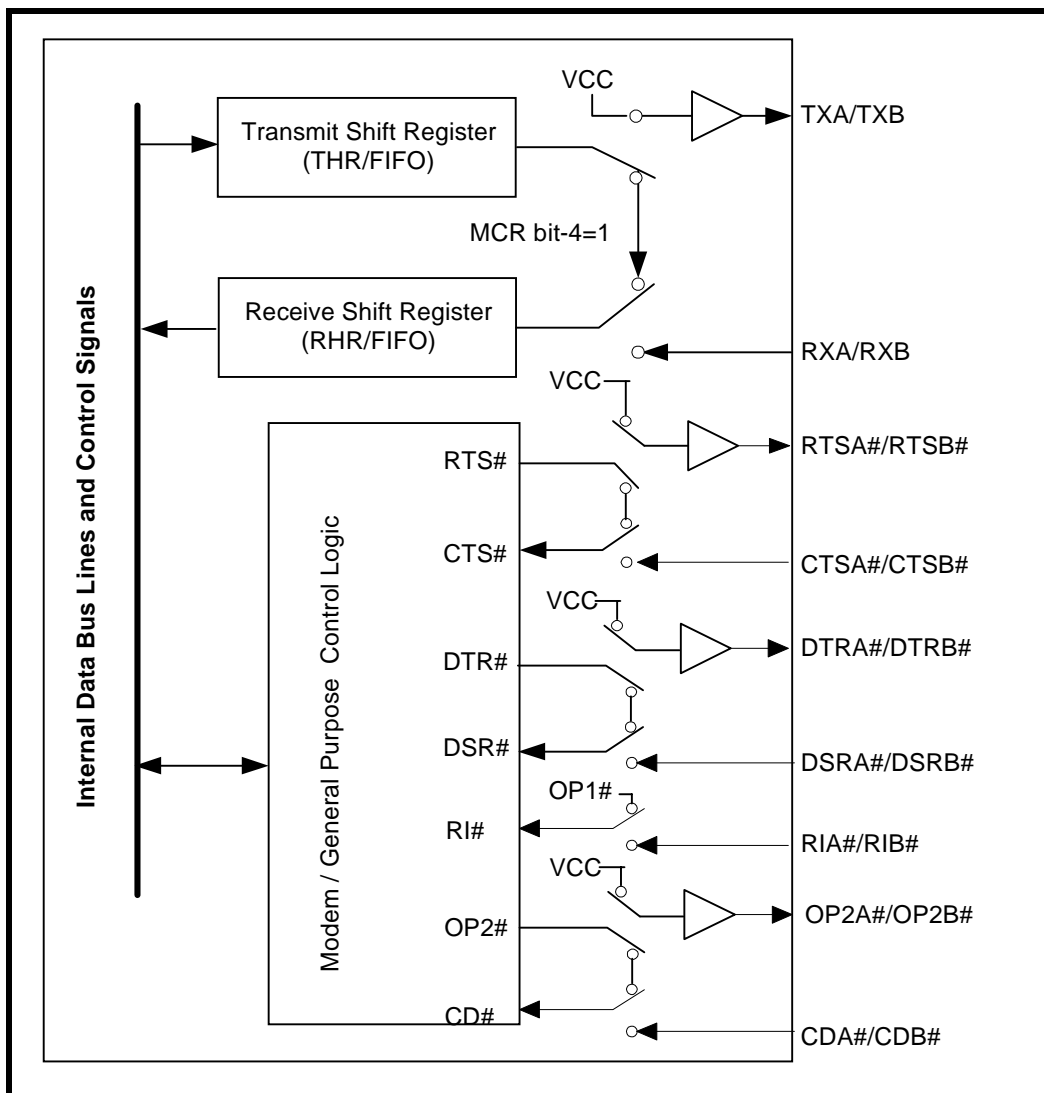 VCC
TXA/TXB
Transmit Shift Register
(THR/FIFO)
MCR bit-4=1
Receive Shift Register
(RHR/FIFO)
RXA/RXB
Internal Data Bus Lines and Control Signals
VCC
RTSA#/RTSB#
Modem / General Purpose Control Logic
RTS#
CTS#
CTSA#/CTSB#
VCC
DTRA#/DTRB#
DTR#
DSR#
DSRA#/DSRB#
OP1#
RI#
RIA#/RIB#
VCC
OP2A#/OP2B#
OP2#
CD#
CDA#/CDB#